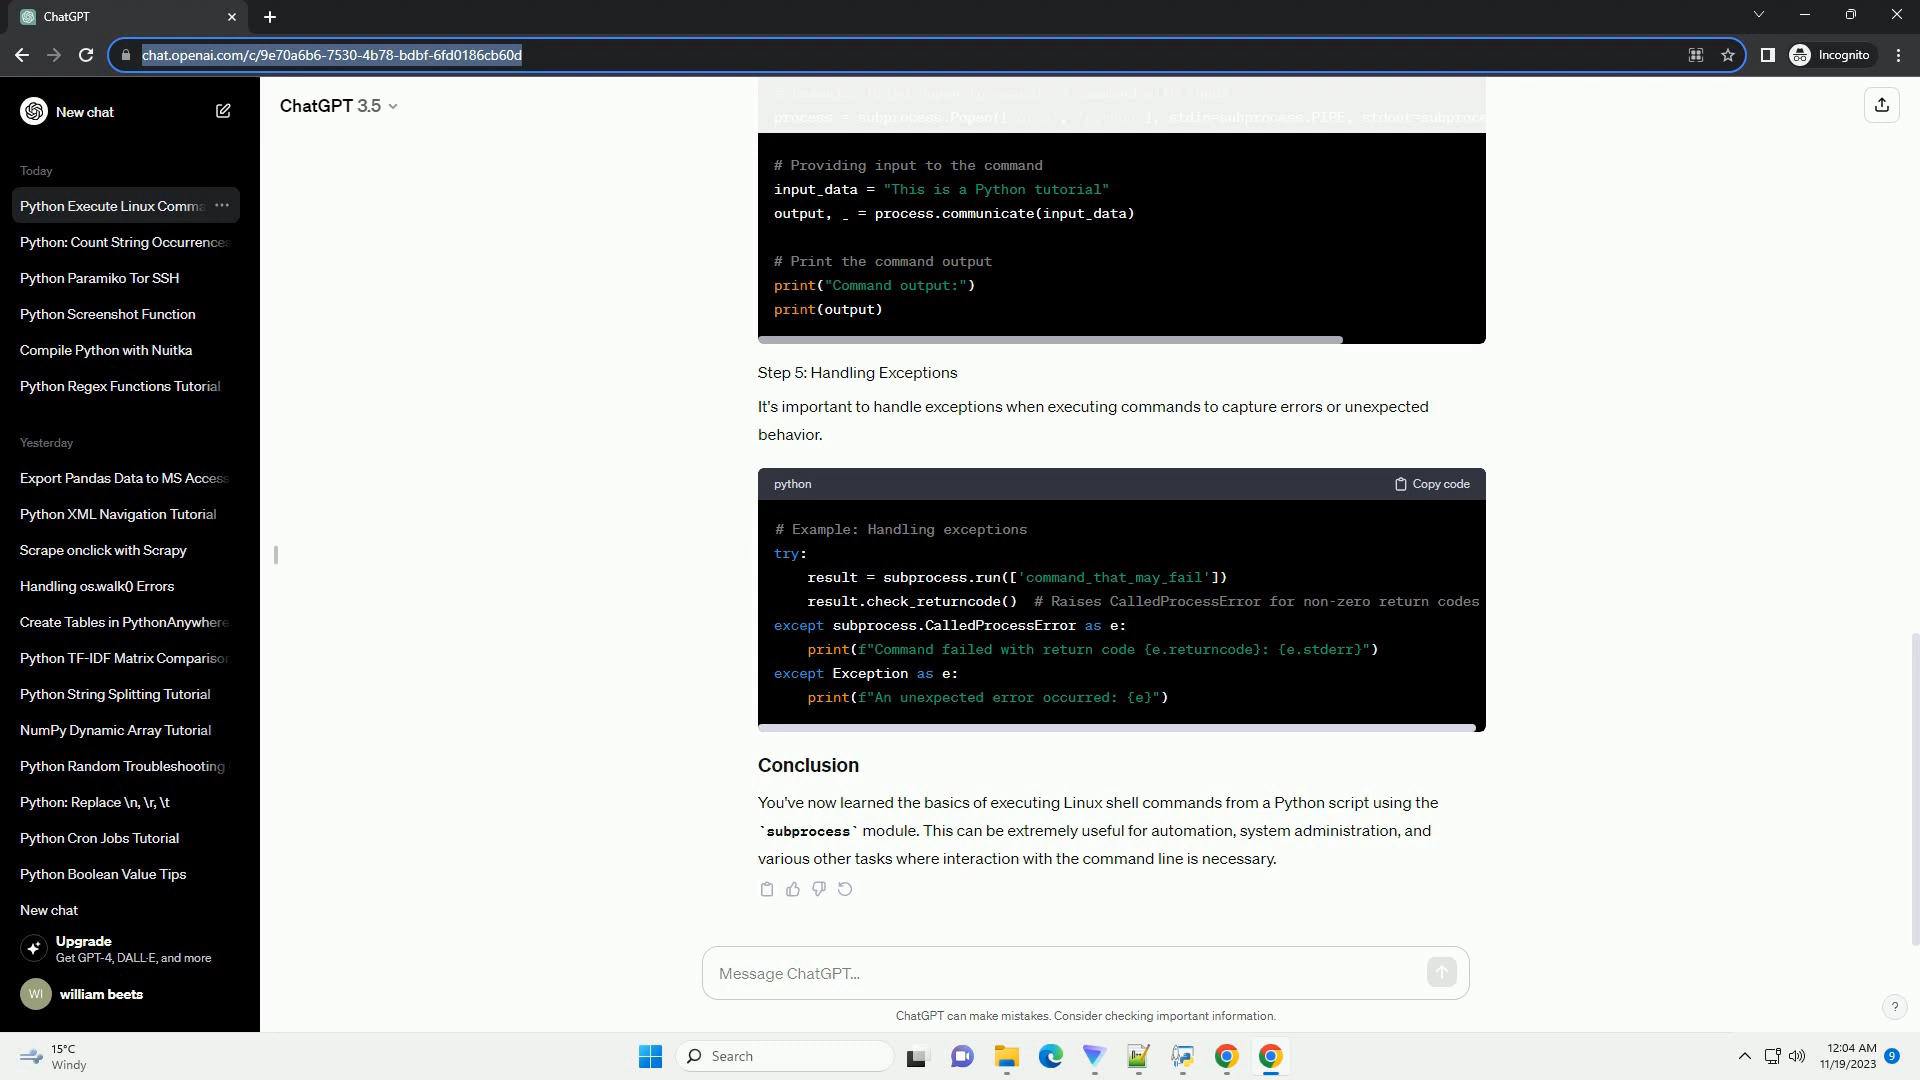 ChatGPT
chat.openai.com/c/9e70a6b6-7530-4b78-bdbf-6fd0186cb60d
Incognito
New chat
ChatGPT 3.5
Today
Python Execute Linux Comma
Python: Count String Occurrences
Python Paramiko Tor SSH
Python Screenshot Function
Compile Python with Nuitka
Python Regex Functions Tutorial
Yesterday
Export Pandas Data to MS Access
Python XML Navigation Tutorial
Scrape onclick with Scrapy
Handling os.walk() Errors
Create Tables in PythonAnywhere
Python TF-IDF Matrix Comparison
Python String Splitting Tutorial
NumPy Dynamic Array Tutorial
Python Random Troubleshooting
Python: Replace \n, \r, \t
Python Cron Jobs Tutorial
Python Boolean Value Tips
New chat
Upgrade
Get GPT-4, DALL·E, and more
WI
william beets
process = subprocess.Popen([
], stdin=subprocess.PIPE, stdout=subproce
# Providing input to the command
input_data = "This is a Python tutorial"
output, _ = process.communicate(input_data)
# Print the command output
print("Command output:")
print(output)
Step 5: Handling Exceptions
It's important to handle exceptions when executing commands to capture errors or unexpected
behavior.
python
Copy code
# Example: Handling exceptions
try:
result = subprocess.run(['command_that_may_fail'])
result.check_returncode()  # Raises CalledProcessError for non-zero return codes
except subprocess.CalledProcessError as e:
print(f"Command failed with return code {e.returncode}: {e.stderr}")
except Exception as e:
print(f"An unexpected error occurred: {e}")
Conclusion
You've now learned the basics of executing Linux shell commands from a Python script using the
`subprocess` module. This can be extremely useful for automation, system administration, and
various other tasks where interaction with the command line is necessary.
Message ChatGPT...
ChatGPT can make mistakes. Consider checking important information.
?
15°C
Windy
Search
12:04 AM
11/19/2023
9